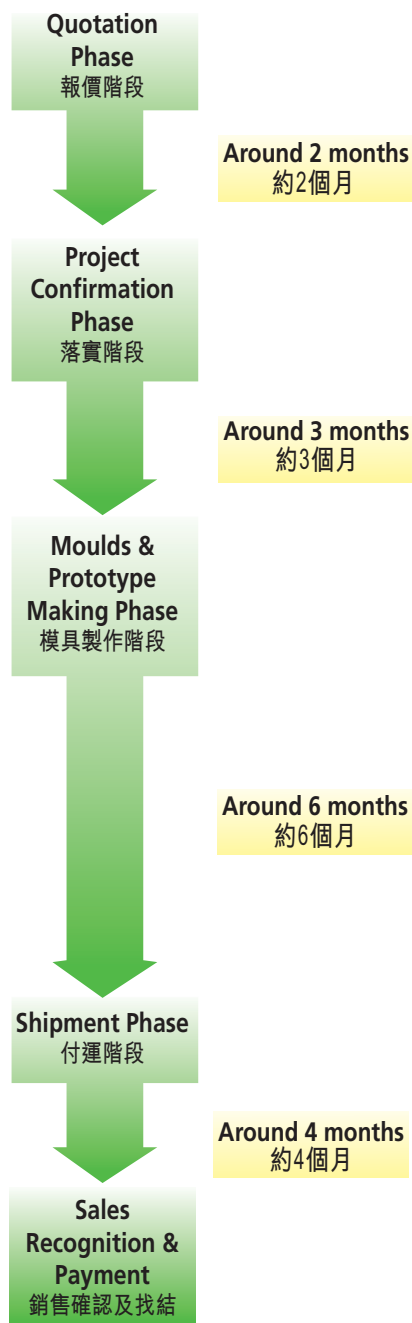 Quotation
Phase
報價階段
Around 2 months
約2個月
Project
Confirmation
Phase
落實階段
Around 3 months
約3個月
Moulds &
Prototype
Making Phase
模具製作階段
Around 6 months
約6個月
Shipment Phase
付運階段
Around 4 months
約4個月
Sales
Recognition &
Payment
銷售確認及找結